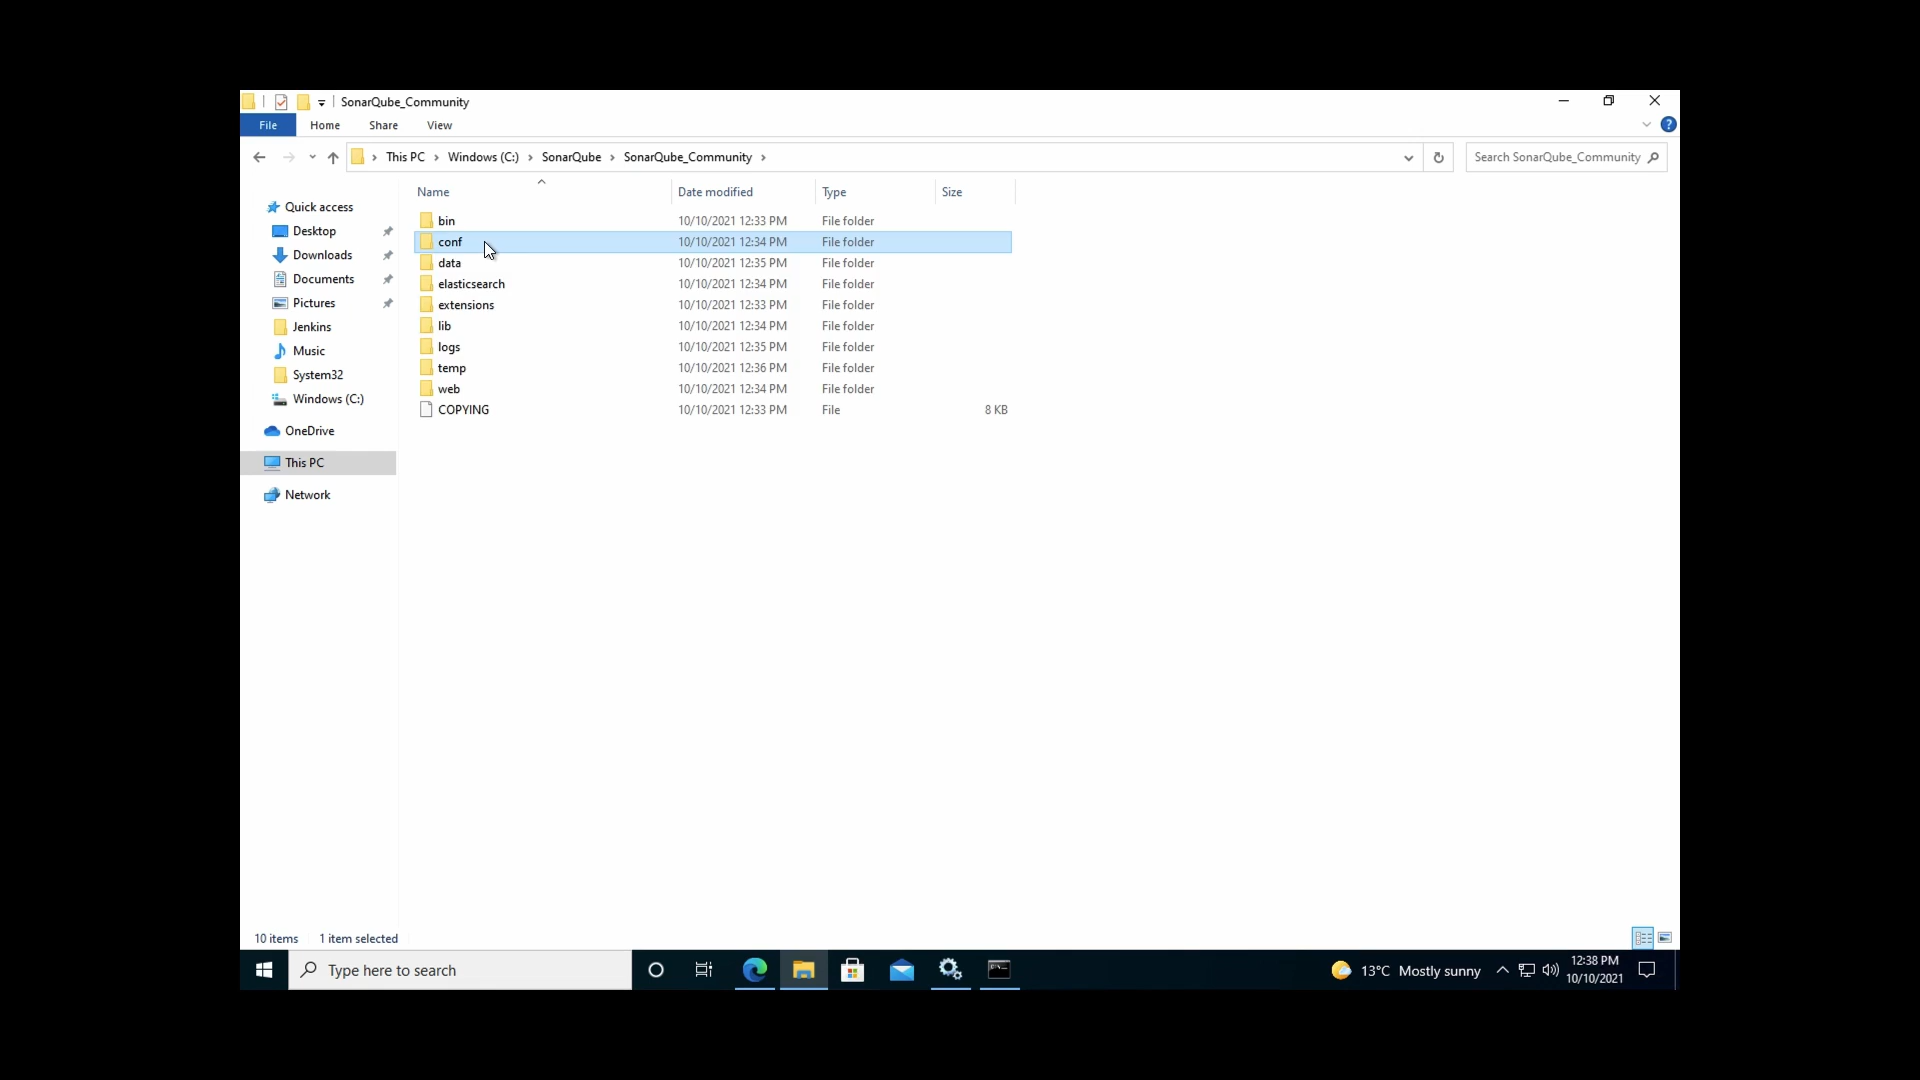 SonarQube_Community
File Home Share View
This PC Windows (C:) SonarQube SonarQube_Community
Search SonarQube_Community
Name Date modified Type Size
Quick access
Desktop
Downloads
Documents
Pictures
Jenkins
Music
System32
Windows (C:)
OneDrive
This PC
Network
bin 10/10/2021 12:33 PM File folder
conf 10/10/2021 12:34 PM File folder
data 10/10/2021 12:35 PM File folder
elasticsearch 10/10/2021 12:34 PM File folder
extensions 10/10/2021 12:33 PM File folder
lib 10/10/2021 12:34 PM File folder
logs 10/10/2021 12:35 PM File folder
temp 10/10/2021 12:36 PM File folder
web 10/10/2021 12:34 PM File folder
COPYING 10/10/2021 12:33 PM File 8 KB
10 items 1 item selected
Type here to search
13°C Mostly sunny
12:38 PM
10/10/2021